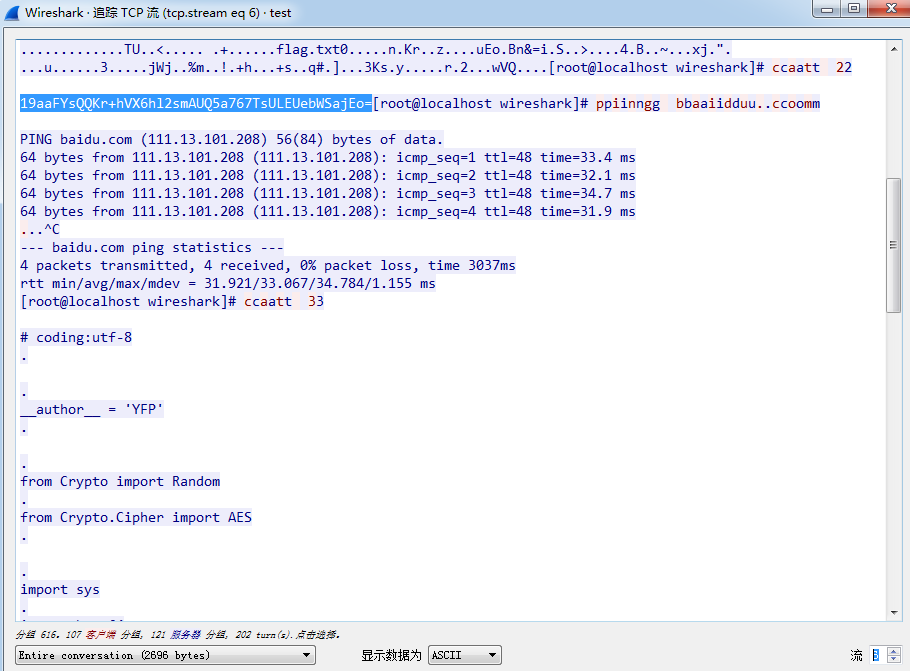 Wireshark · 追踪 TCP 流 (tcp.stream eq 6) · test
.............TU..<..... .+......flag.txt0.....n.Kr..z....uEo.Bn&=i.S..>....4.B..~...xj.".
...u......3.....jWj..%m..!.+h...+s..q#.]...3Ks.y.....r.2...wVQ....[root@localhost wireshark]# ccaatt  22
19aaFYsQQKr+hVX6hl2smAUQ5a767TsULEUebWSajEo=[root@localhost wireshark]# ppiinngg  bbaaiidduu..ccoomm
PING baidu.com (111.13.101.208) 56(84) bytes of data.
64 bytes from 111.13.101.208 (111.13.101.208): icmp_seq=1 ttl=48 time=33.4 ms
64 bytes from 111.13.101.208 (111.13.101.208): icmp_seq=2 ttl=48 time=32.1 ms
64 bytes from 111.13.101.208 (111.13.101.208): icmp_seq=3 ttl=48 time=34.7 ms
64 bytes from 111.13.101.208 (111.13.101.208): icmp_seq=4 ttl=48 time=31.9 ms
...^C
--- baidu.com ping statistics ---
4 packets transmitted, 4 received, 0% packet loss, time 3037ms
rtt min/avg/max/mdev = 31.921/33.067/34.784/1.155 ms
[root@localhost wireshark]# ccaatt  33
# coding:utf-8
.
.
__author__ = 'YFP'
.
.
from Crypto import Random
.
from Crypto.Cipher import AES
.
.
import sys
.
分组 616。107 客户端 分组, 121 服务器 分组, 202 turn(s).点击选择。
Entire conversation (2696 bytes)
显示数据为 ASCII
流 6